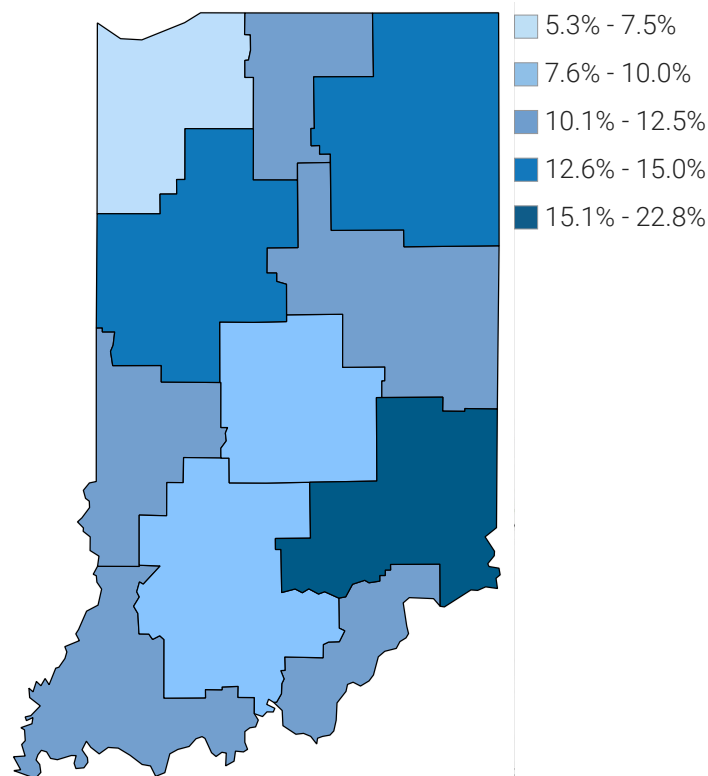 5.3% - 7.5%
7.6% - 10.0%
10.1% - 12.5%
12.6% - 15.0%
15.1% - 22.8%